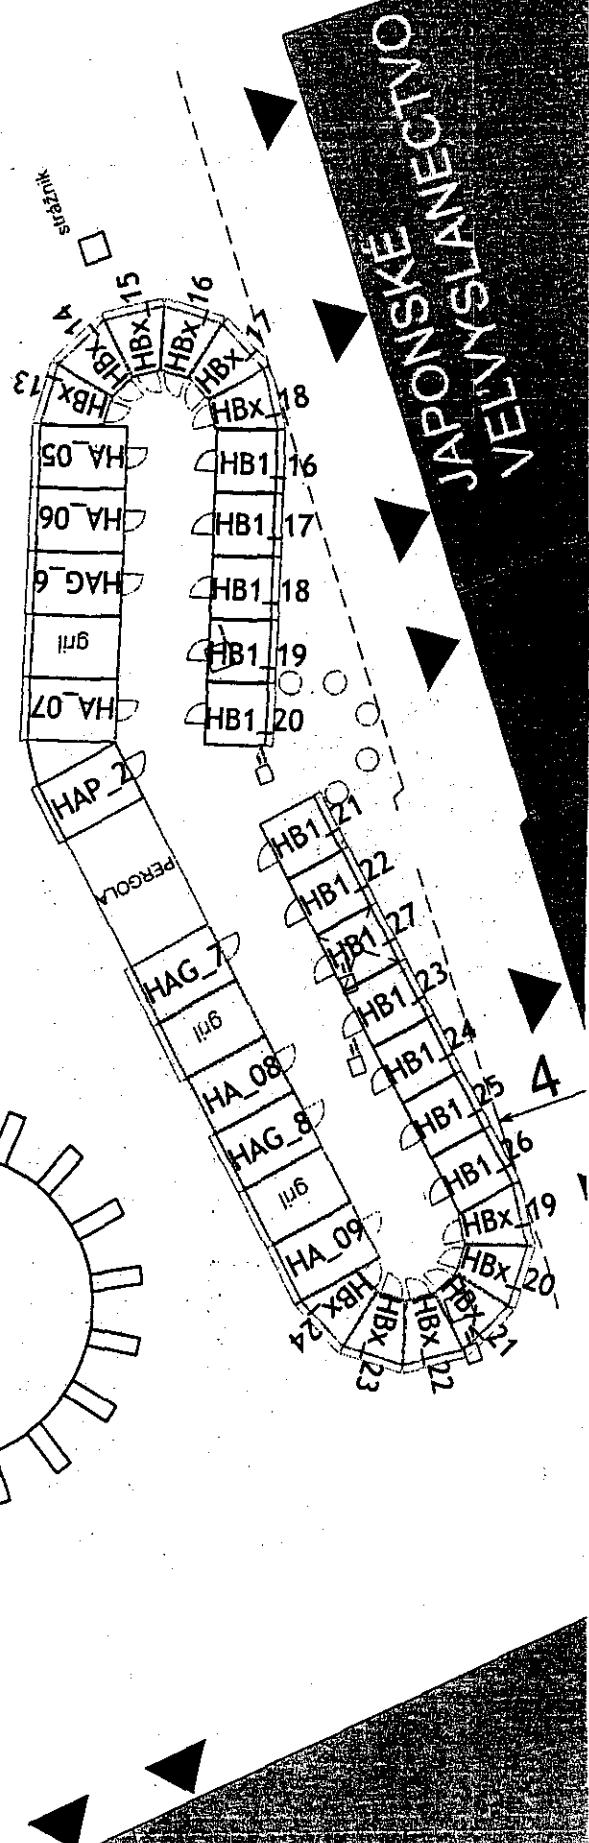 JAPONSKÉ
VEĽVYSLANECTVO
strážnik
HBx_13
HBx_14
HBx_15
HBx_16
HBx_17
HBx_18
HA_05
HA_06
HAG_6
gril
HA_07
HAP_2
PERGOLA
HAG_7
gril
HA_08
HAG_8
gril
HA_09
HB1_16
HB1_17
HB1_18
HB1_19
HB1_20
HB1_21
HB1_22
HB1_27
HB1_23
HB1_24
HB1_25
HB1_26
4
HBx_19
HBx_20
HBx_21
HBx_22
HBx_23
HBx_24